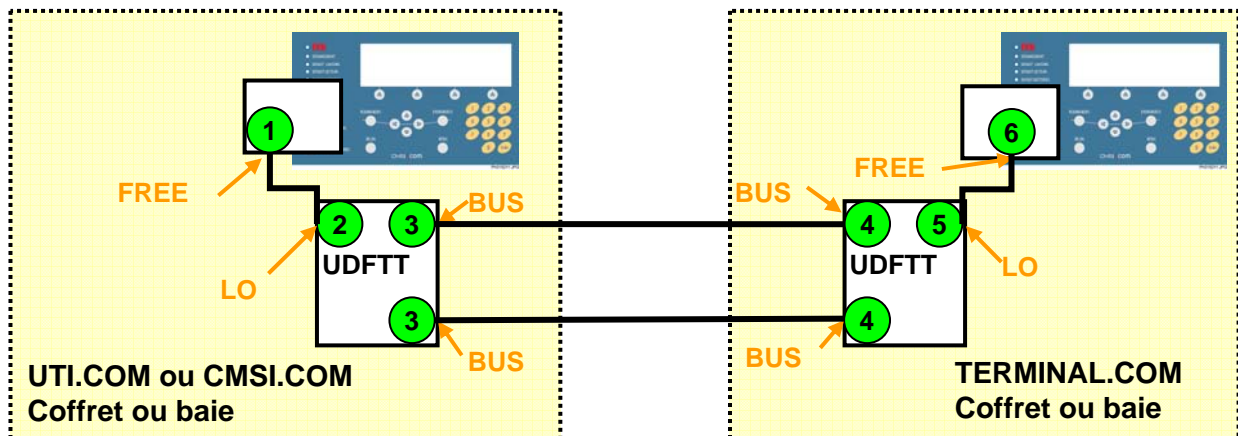 1
6
FREE
FREE
BUS
BUS
2
3
4
5
UDFTT
UDFTT
LO
LO
3
4
BUS
BUS
UTI.COM ou CMSI.COM
Coffret ou baie
TERMINAL.COM
Coffret ou baie